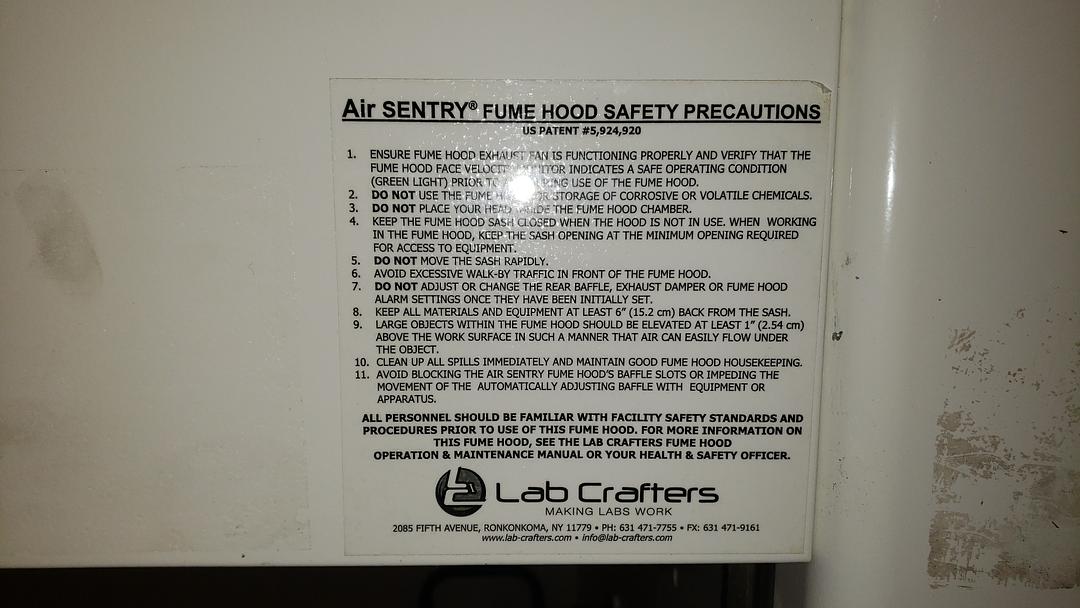 Air SENTRY® FUME HOOD SAFETY PRECAUTIONS
US PATENT #5,924,920
1. ENSURE FUME HOOD EXHAUST FAN IS FUNCTIONING PROPERLY AND VERIFY THAT THE
FUME HOOD FACE VELOCITY MONITOR INDICATES A SAFE OPERATING CONDITION
(GREEN LIGHT) PRIOR TO USE OF THE FUME HOOD.
2. DO NOT USE THE FUME HOOD FOR STORAGE OF CORROSIVE OR VOLATILE CHEMICALS.
3. DO NOT PLACE YOUR HEAD INSIDE THE FUME HOOD CHAMBER.
4. KEEP THE FUME HOOD SASH CLOSED WHEN THE HOOD IS NOT IN USE. WHEN WORKING
IN THE FUME HOOD, KEEP THE SASH OPENING AT THE MINIMUM OPENING REQUIRED
FOR ACCESS TO EQUIPMENT.
5. DO NOT MOVE THE SASH RAPIDLY.
6. AVOID EXCESSIVE WALK-BY TRAFFIC IN FRONT OF THE FUME HOOD.
7. DO NOT ADJUST OR CHANGE THE REAR BAFFLE, EXHAUST DAMPER OR FUME HOOD
ALARM SETTINGS ONCE THEY HAVE BEEN INITIALLY SET.
8. KEEP ALL MATERIALS AND EQUIPMENT AT LEAST 6" (15.2 cm) BACK FROM THE SASH.
9. LARGE OBJECTS WITHIN THE FUME HOOD SHOULD BE ELEVATED AT LEAST 1" (2.54 cm)
ABOVE THE WORK SURFACE IN SUCH A MANNER THAT AIR CAN EASILY FLOW UNDER
THE OBJECT.
10. CLEAN UP ALL SPILLS IMMEDIATELY AND MAINTAIN GOOD FUME HOOD HOUSEKEEPING.
11. AVOID BLOCKING THE AIR SENTRY FUME HOOD'S BAFFLE SLOTS OR IMPEDING THE
MOVEMENT OF THE AUTOMATICALLY ADJUSTING BAFFLE WITH EQUIPMENT OR
APPARATUS.
ALL PERSONNEL SHOULD BE FAMILIAR WITH FACILITY SAFETY STANDARDS AND
PROCEDURES PRIOR TO USE OF THIS FUME HOOD. FOR MORE INFORMATION ON
THIS FUME HOOD, SEE THE LAB CRAFTERS FUME HOOD
OPERATION & MAINTENANCE MANUAL OR YOUR HEALTH & SAFETY OFFICER.
Lab Crafters
MAKING LABS WORK
2085 FIFTH AVENUE, RONKONKOMA, NY 11779 • PH: 631 471-7755 • FX: 631 471-9161
www.lab-crafters.com • info@lab-crafters.com